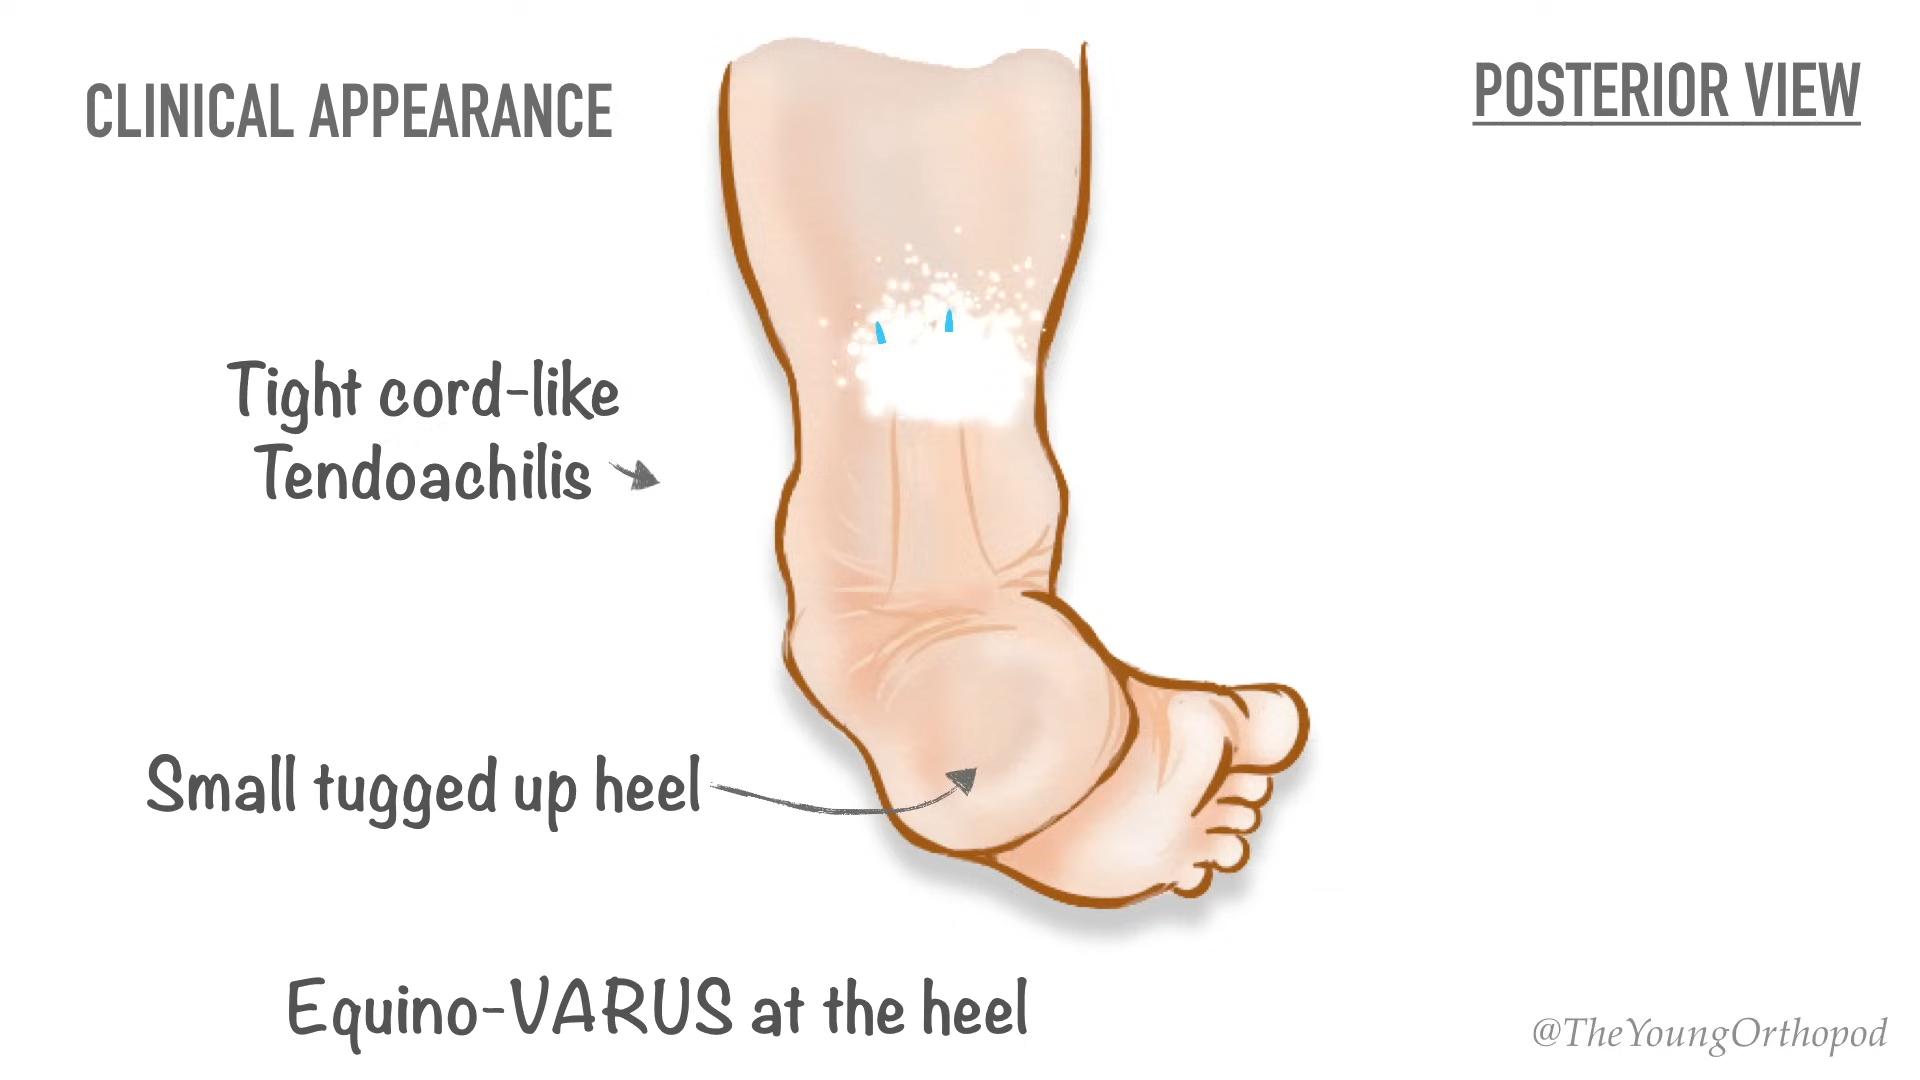 CLINICAL APPEARANCE
POSTERIOR VIEW
Tight cord-like
Tendoachilis
Small tugged up heel
Equino-VARUS at the heel
@TheYoungOrthopod